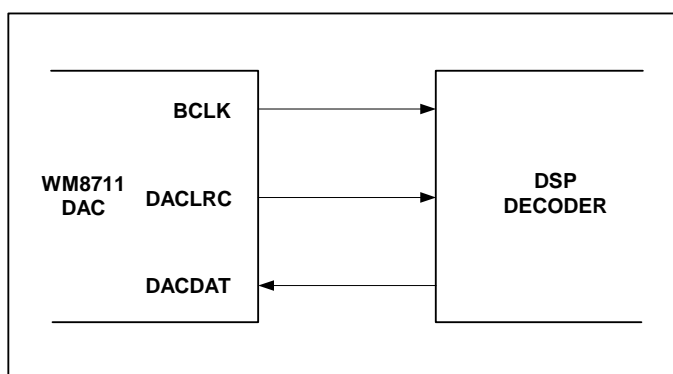 BCLK
WM8711
DAC
DACLRC
DACDAT
DSP
DECODER